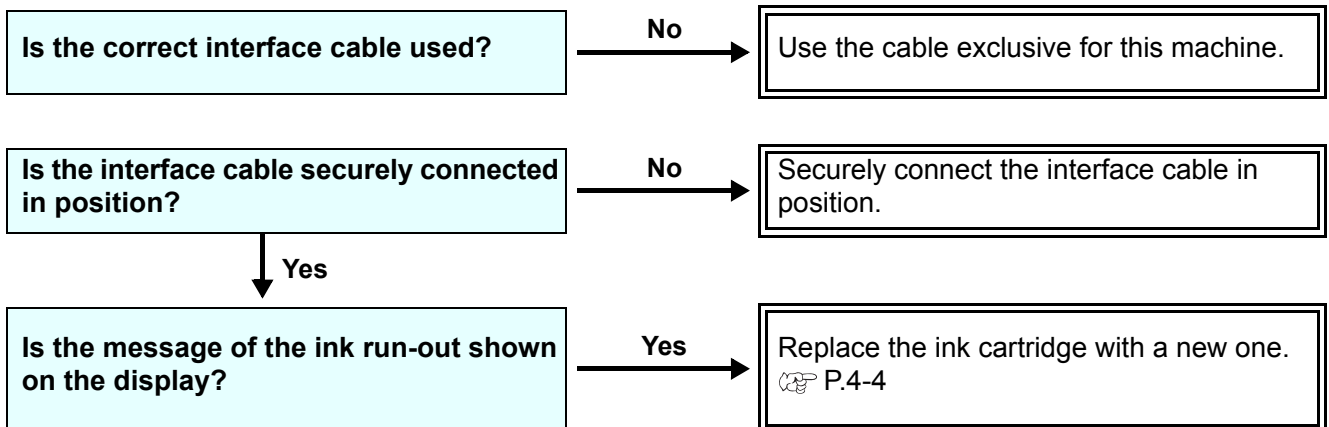 Is the correct interface cable used?
No
Use the cable exclusive for this machine.
Is the interface cable securely connected
in position?
No
Securely connect the interface cable in
position.
Yes
Is the message of the ink run-out shown
on the display?
Yes
Replace the ink cartridge with a new one.
☞ P.4-4